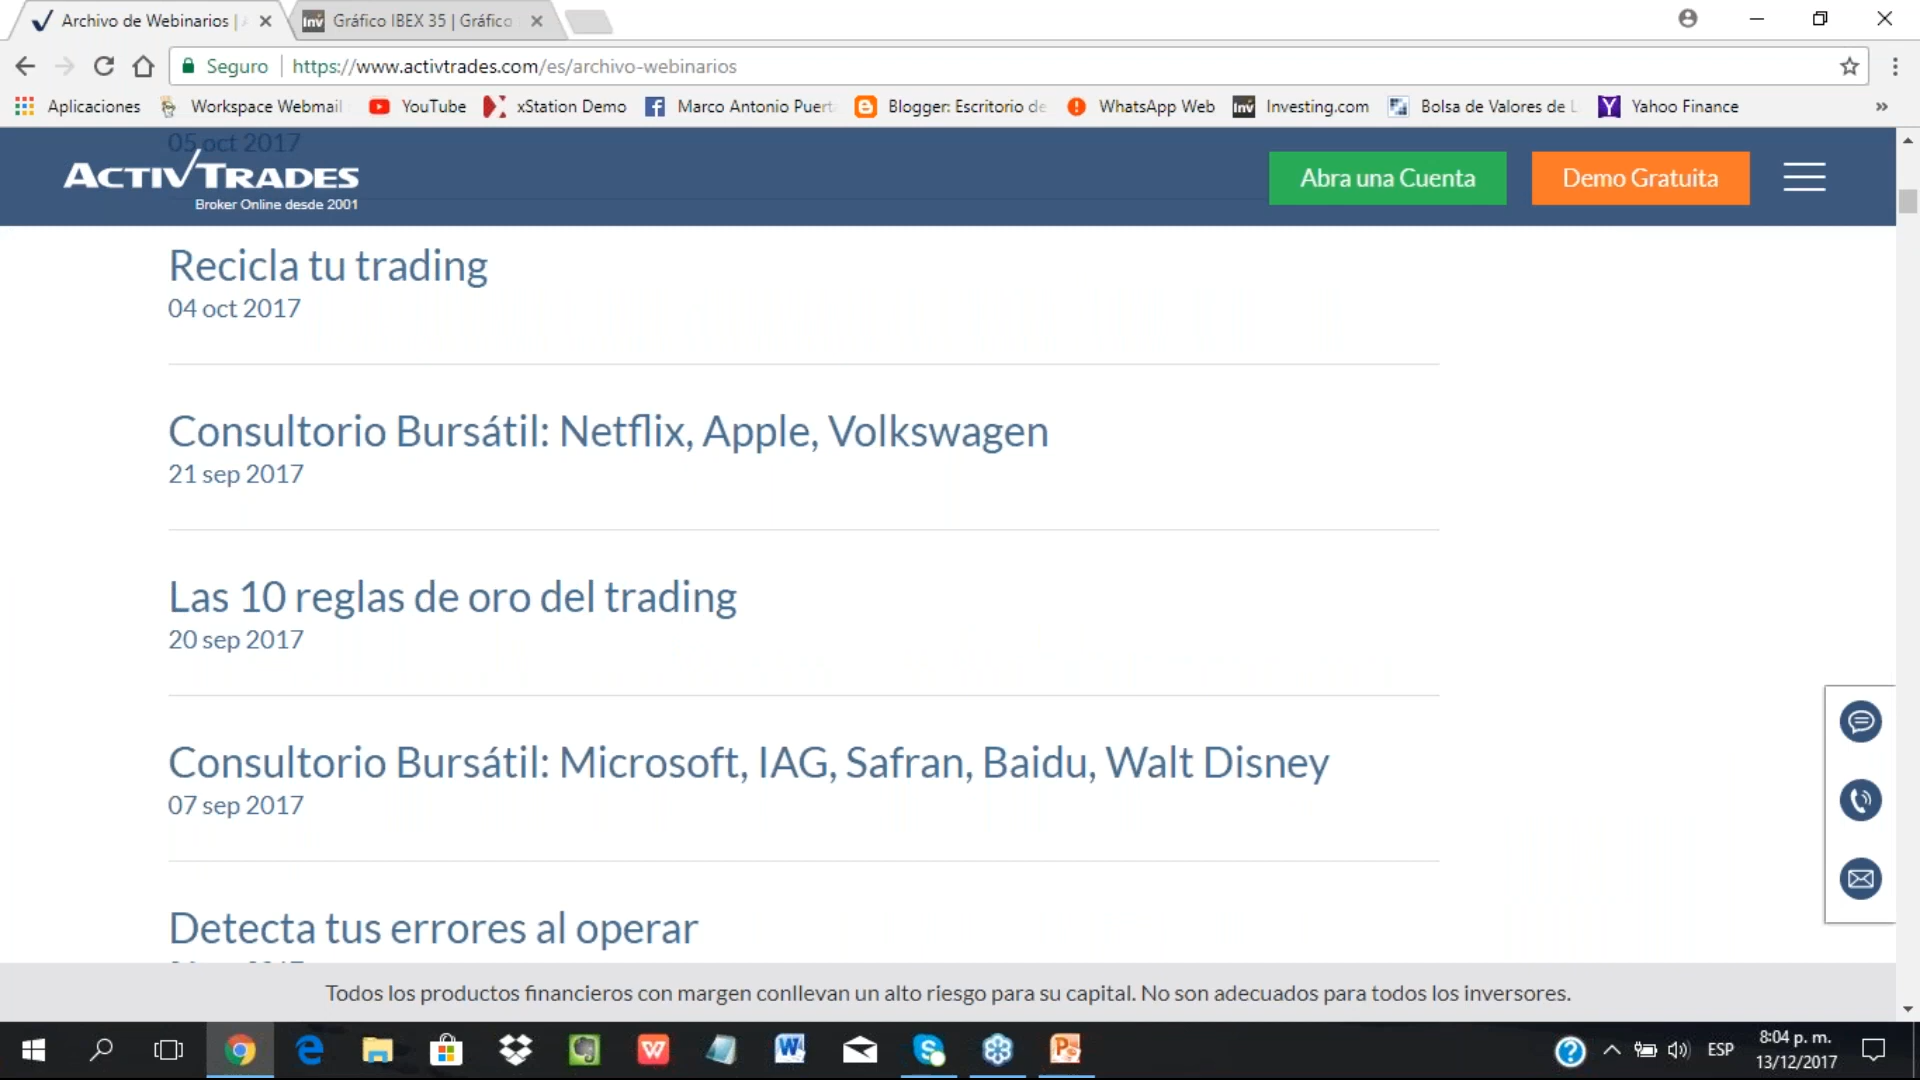 Archivo de Webinarios |
Gráfico IBEX 35 | Gráfico
Seguro
https://www.activtrades.com/es/archivo-webinarios
Aplicaciones
Workspace Webmail
YouTube
xStation Demo
Marco Antonio Puert
Blogger: Escritorio de
WhatsApp Web
Inv
Investing.com
Bolsa de Valores de L
Yahoo Finance
»
05 oct 2017
ACTIVTRADES
Broker Online desde 2001
Abra una Cuenta
Demo Gratuita
Recicla tu trading
04 oct 2017
Consultorio Bursátil: Netflix, Apple, Volkswagen
21 sep 2017
Las 10 reglas de oro del trading
20 sep 2017
Consultorio Bursátil: Microsoft, IAG, Safran, Baidu, Walt Disney
07 sep 2017
Detecta tus errores al operar
Todos los productos financieros con margen conllevan un alto riesgo para su capital. No son adecuados para todos los inversores.
ESP
8:04 p. m.
13/12/2017